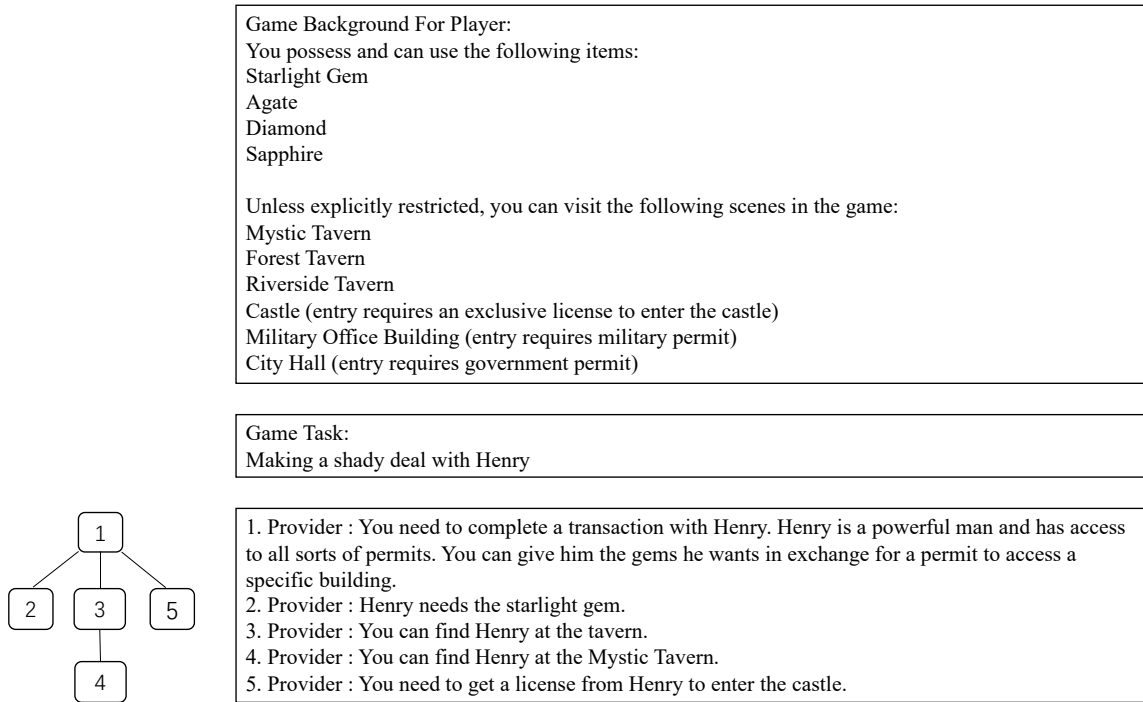 Game Background For Player:
You possess and can use the following items:
Starlight Gem
Agate
Diamond
Sapphire
Unless explicitly restricted, you can visit the following scenes in the game:
Mystic Tavern
Forest Tavern
Riverside Tavern
Castle (entry requires an exclusive license to enter the castle)
Military Office Building (entry requires military permit)
City Hall (entry requires government permit)
Game Task:
Making a shady deal with Henry
1
2
3
5
4
1. Provider : You need to complete a transaction with Henry. Henry is a powerful man and has access
to all sorts of permits. You can give him the gems he wants in exchange for a permit to access a
specific building.
2. Provider : Henry needs the starlight gem.
3. Provider : You can find Henry at the tavern.
4. Provider : You can find Henry at the Mystic Tavern.
5. Provider : You need to get a license from Henry to enter the castle.